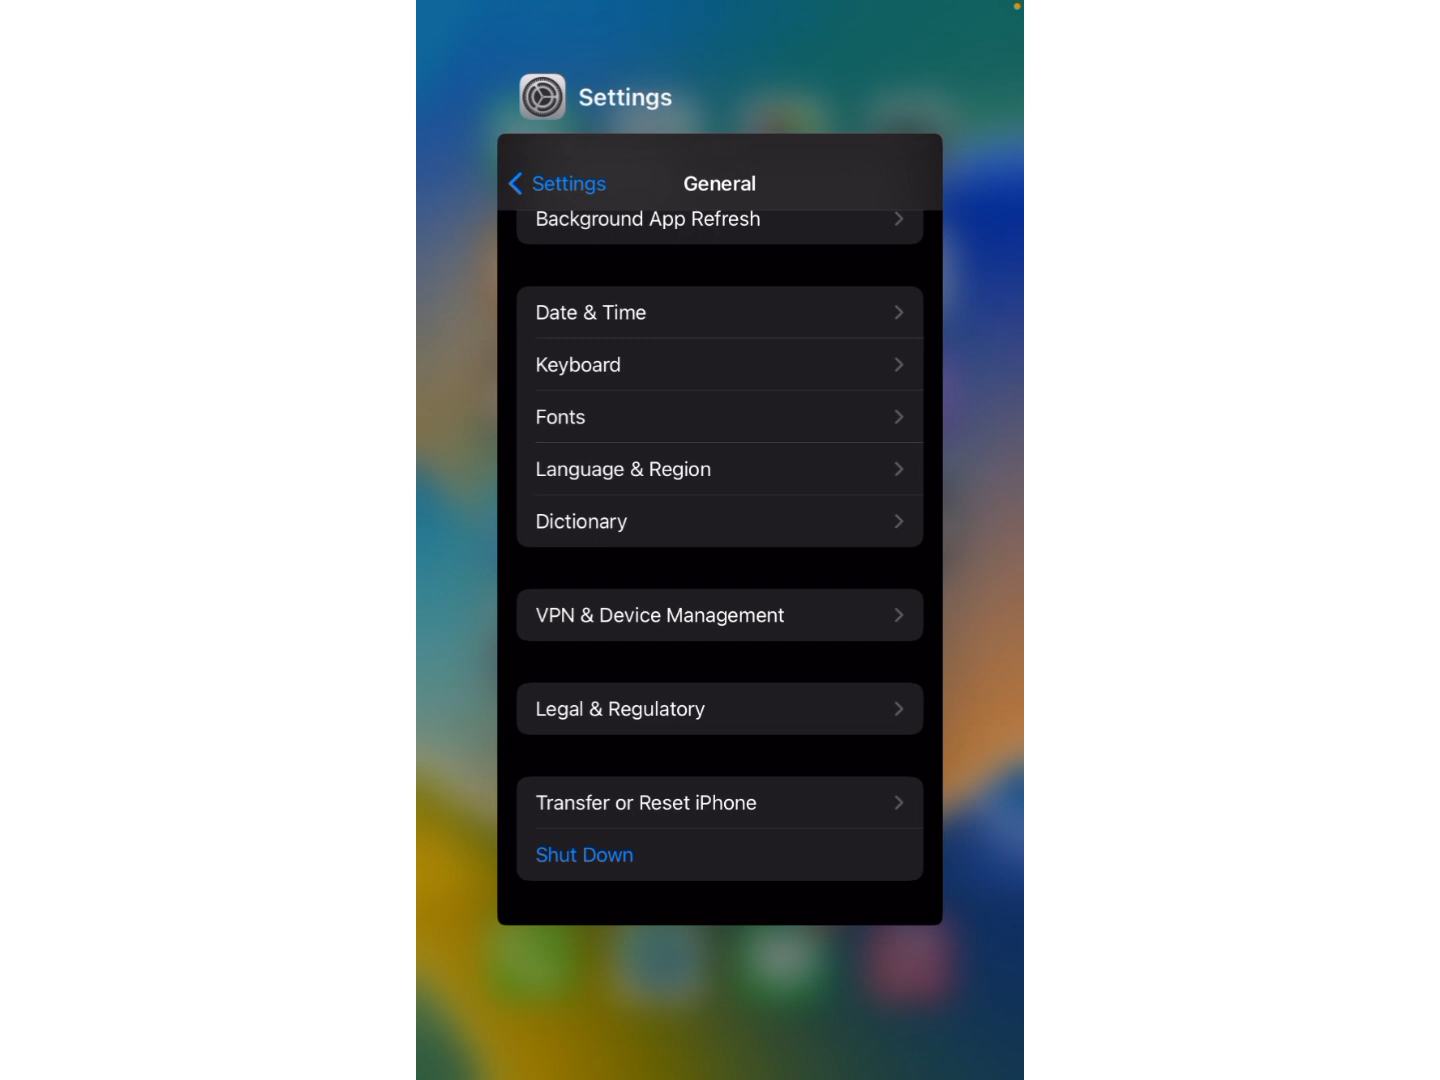 Settings
Settings
General
Background App Refresh
Date & Time
Keyboard
Fonts
Language & Region
Dictionary
VPN & Device Management
Legal & Regulatory
Transfer or Reset iPhone
Shut Down